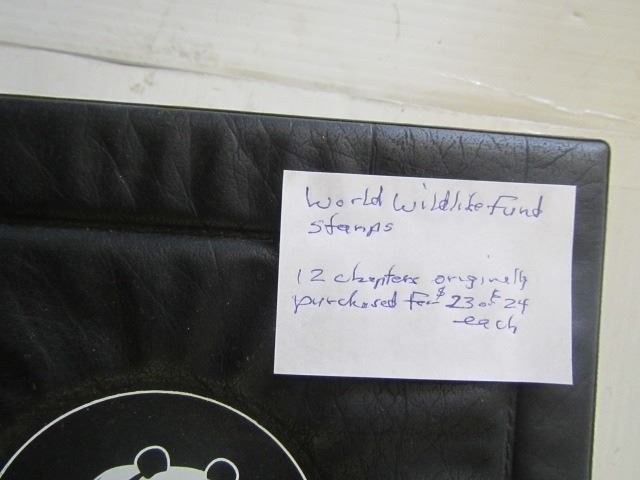 World Wildlife Fund
Stamps
12 chapters originally
purchased for $23 or 24
each